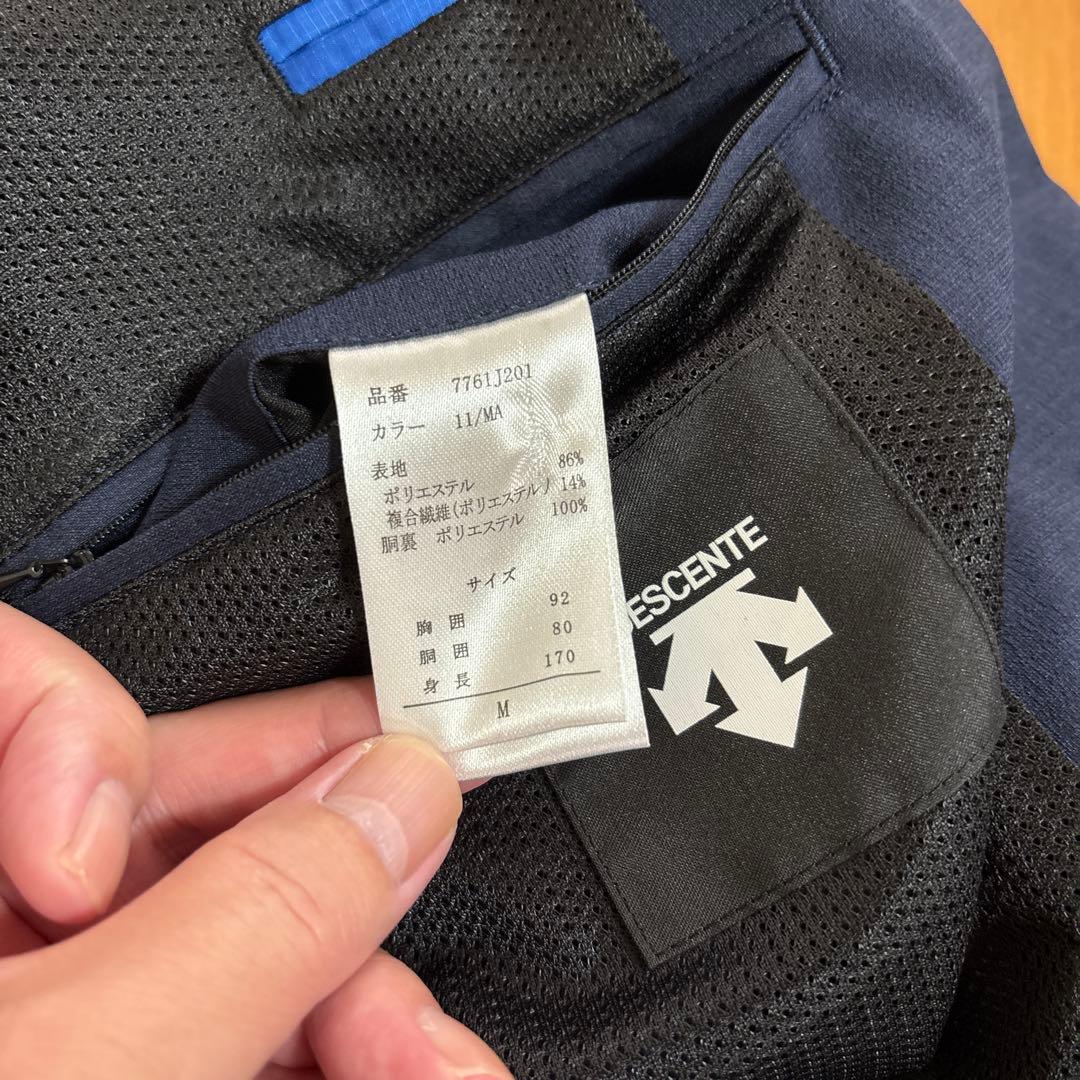 品番 7761J201
カラー 11/MA
表地
ポリエステル 86%
複合繊維(ポリエステル) 14%
胴裏 ポリエステル 100%
サイズ
胸囲 92
胴囲 80
身長 170
M
ESCENTE